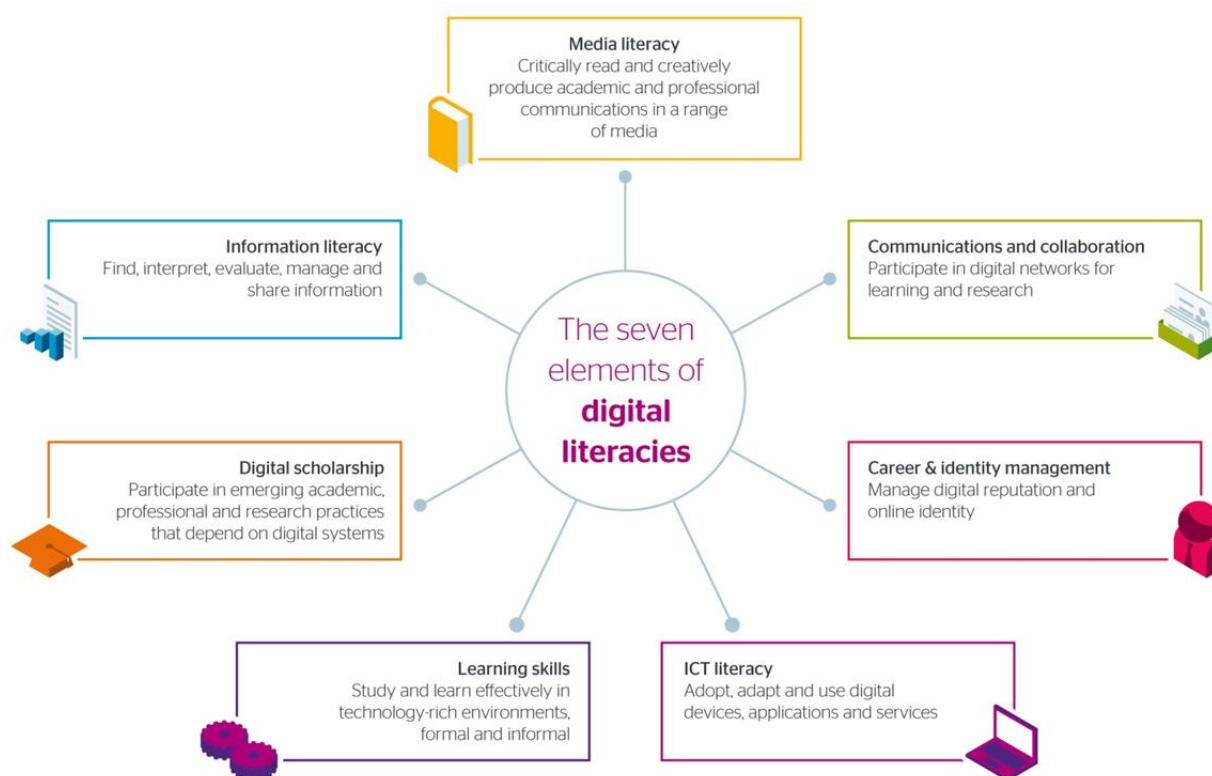 Media literacy
Critically read and creatively
produce academic and professional
communications in a range
of media
Information literacy
Find, interpret, evaluate, manage and
share information
Communications and collaboration
Participate in digital networks for
learning and research
The seven
elements of
digital
literacies
Digital scholarship
Participate in emerging academic,
professional and research practices
that depend on digital systems
Career & identity management
Manage digital reputation and
online identity
Learning skills
Study and learn effectively in
technology-rich environments,
formal and informal
ICT literacy
Adopt, adapt and use digital
devices, applications and services